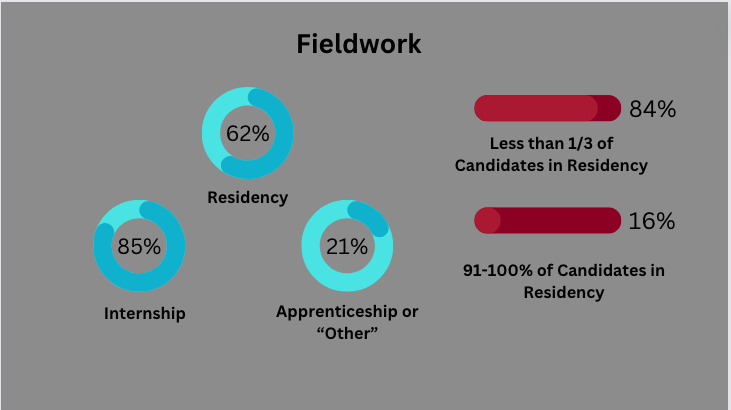 Fieldwork
62%
Residency
85%
Internship
21%
Apprenticeship or
“Other”
84%
Less than 1/3 of
Candidates in Residency
16%
91-100% of Candidates in
Residency